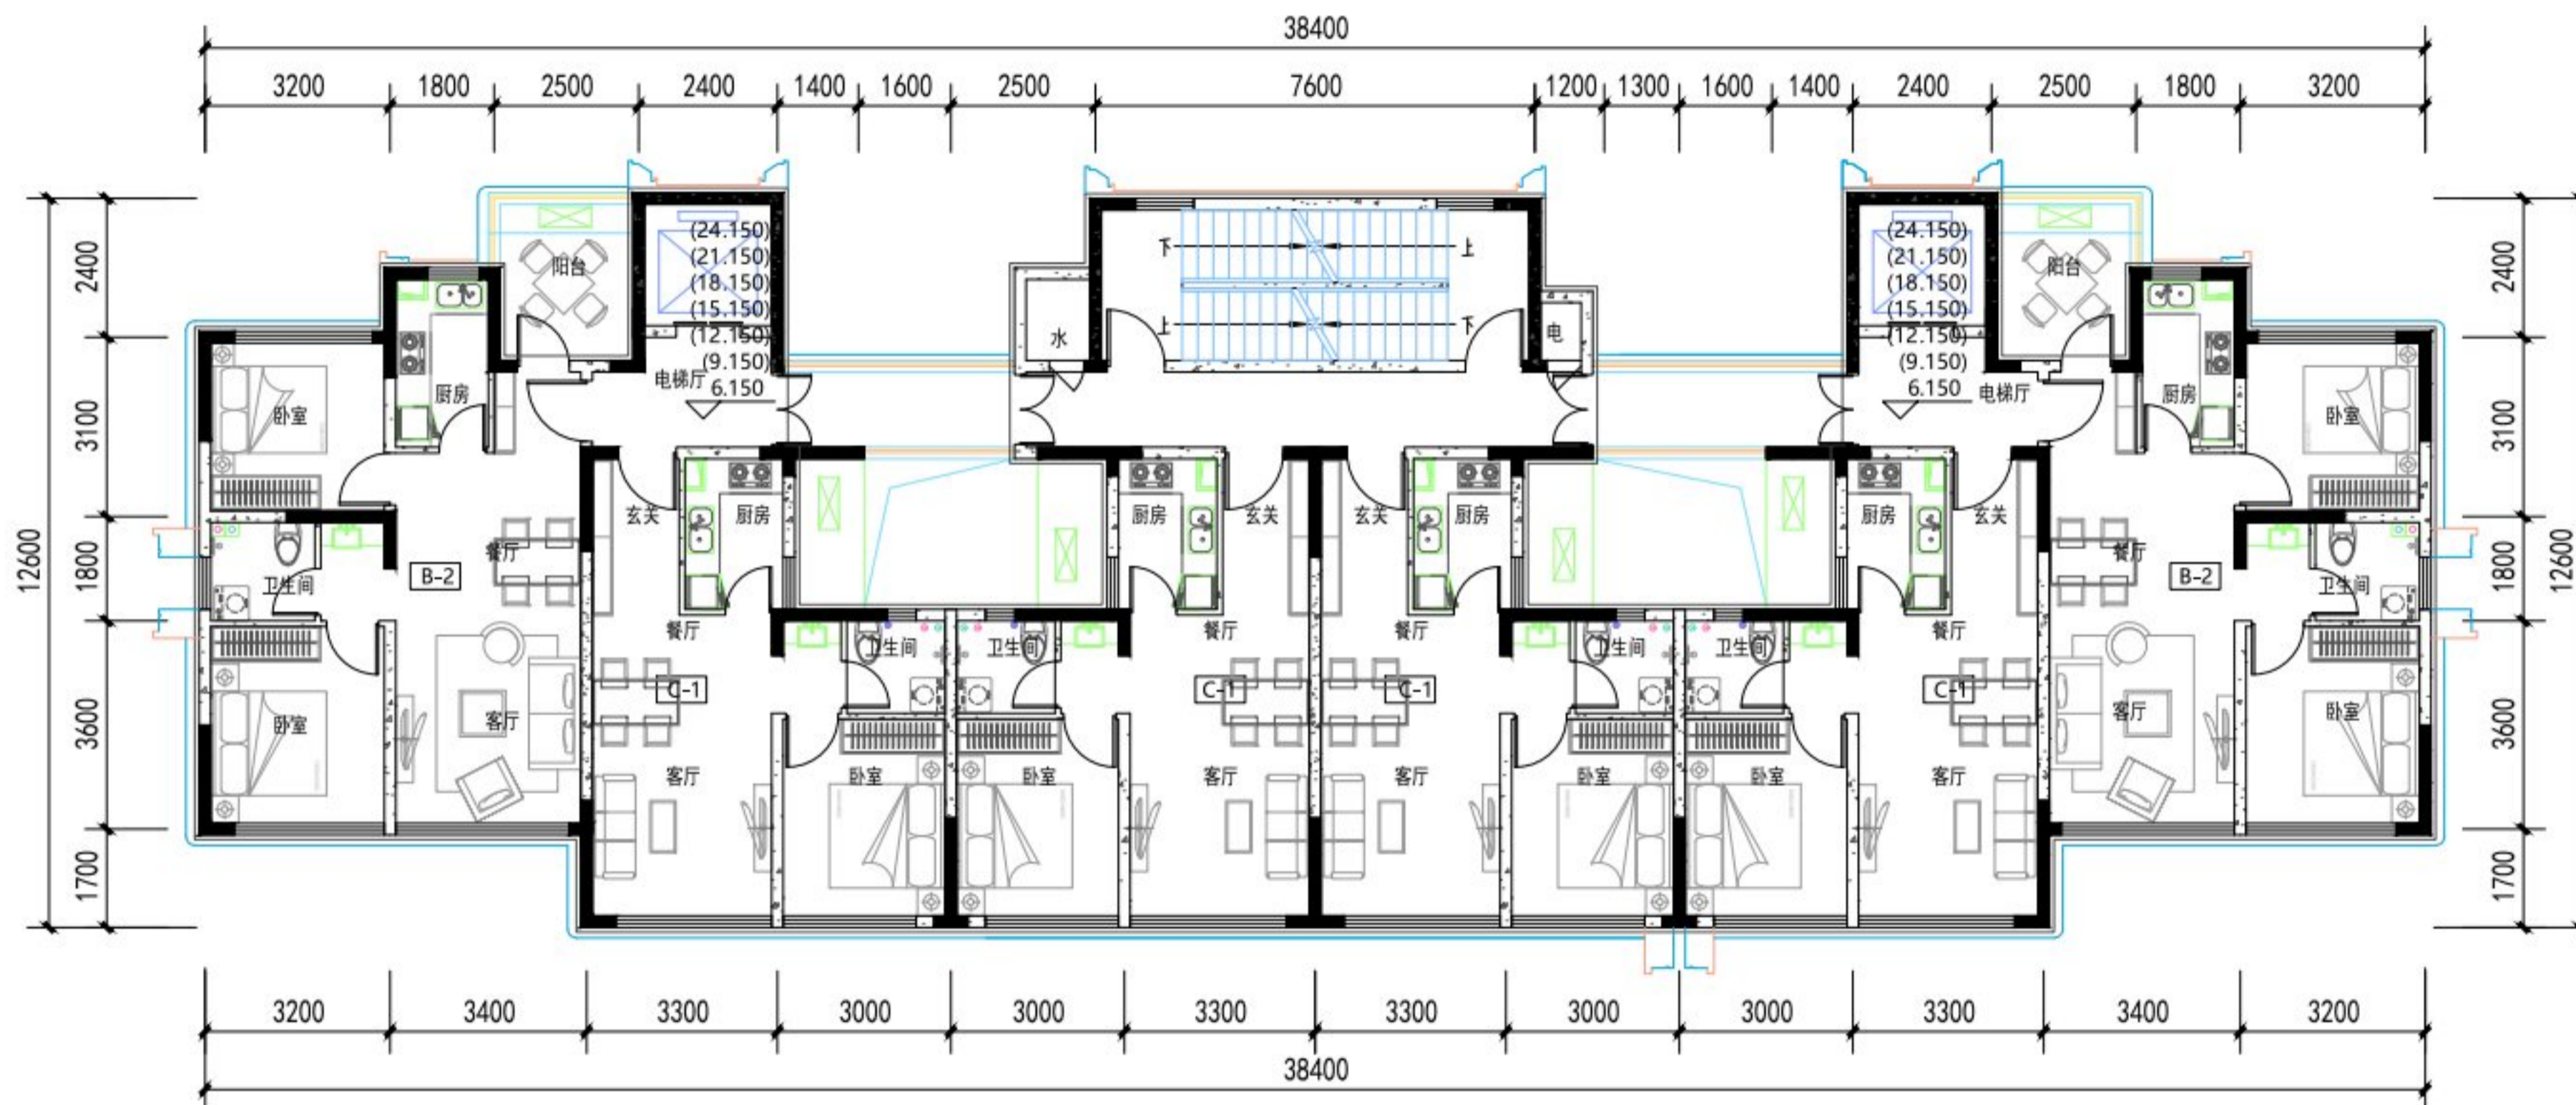 38400
3200 1800 2500 2400 1400 1600 2500 7600 1200 1300 1600 1400 2400 2500 1800 3200
12600
2400
3100
1800
3600
1700
阳台
(24.150)
(21.150)
(18.150)
(15.150)
(12.150)
(9.150)
6.150
电梯厅
下 上
上 下
水
电
(24.150)
(21.150)
(18.150)
(15.150)
(12.150)
(9.150)
6.150
电梯厅
阳台
卧室
厨房
厨房
卧室
玄关 厨房 厨房 玄关 玄关 厨房 厨房 玄关
餐厅
卫生间
B-2
餐厅
B-2
卫生间
餐厅 卫生间 卫生间 餐厅 餐厅 卫生间 卫生间 餐厅
C-1 C-1 C-1 C-1
卧室 客厅
客厅 卧室
客厅 卧室 卧室 客厅 客厅 卧室 卧室 客厅
2400
3100
1800
3600
1700
12600
3200 3400 3300 3000 3000 3300 3300 3000 3000 3300 3400 3200
38400